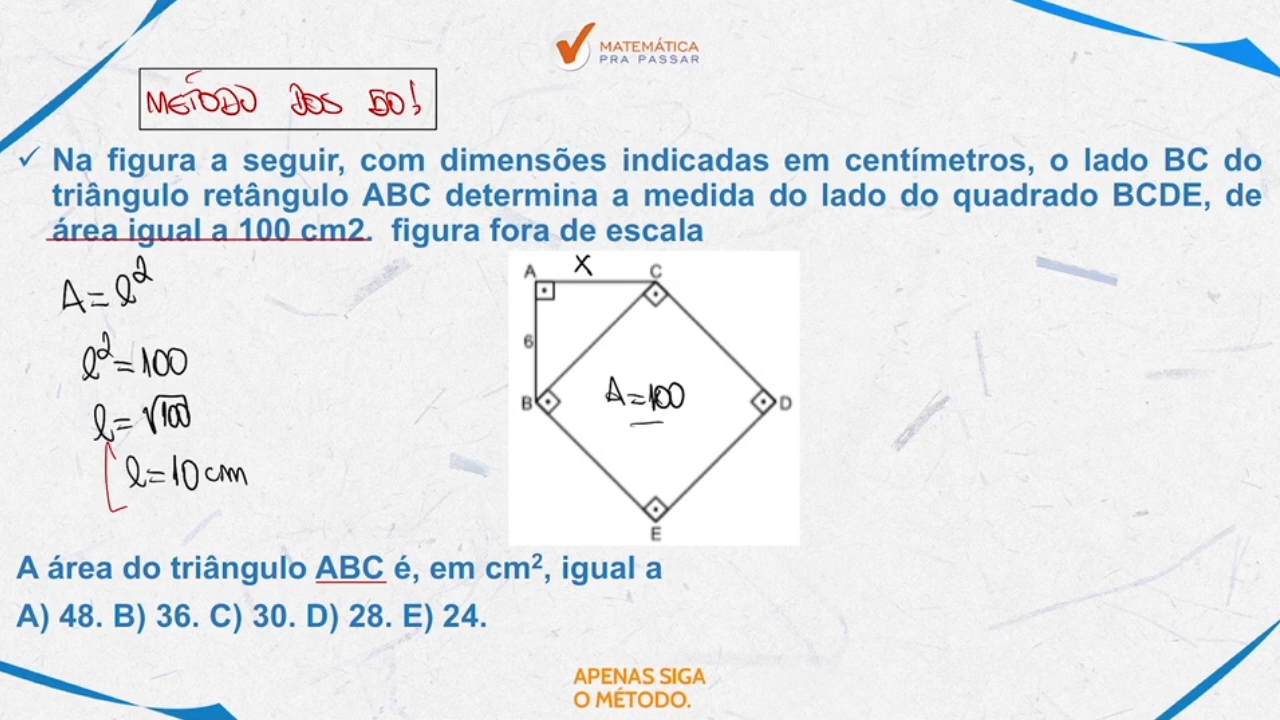 MATEMÁTICA
PRA PASSAR
MÉTODO DOS 50!
✓ Na figura a seguir, com dimensões indicadas em centímetros, o lado BC do
triângulo retângulo ABC determina a medida do lado do quadrado BCDE, de
área igual a 100 cm2. figura fora de escala
A=l²
l²=100
l=√100
l=10cm
A
X
C
6
B
A=100
D
E
A área do triângulo ABC é, em cm², igual a
A) 48. B) 36. C) 30. D) 28. E) 24.
APENAS SIGA
O MÉTODO.